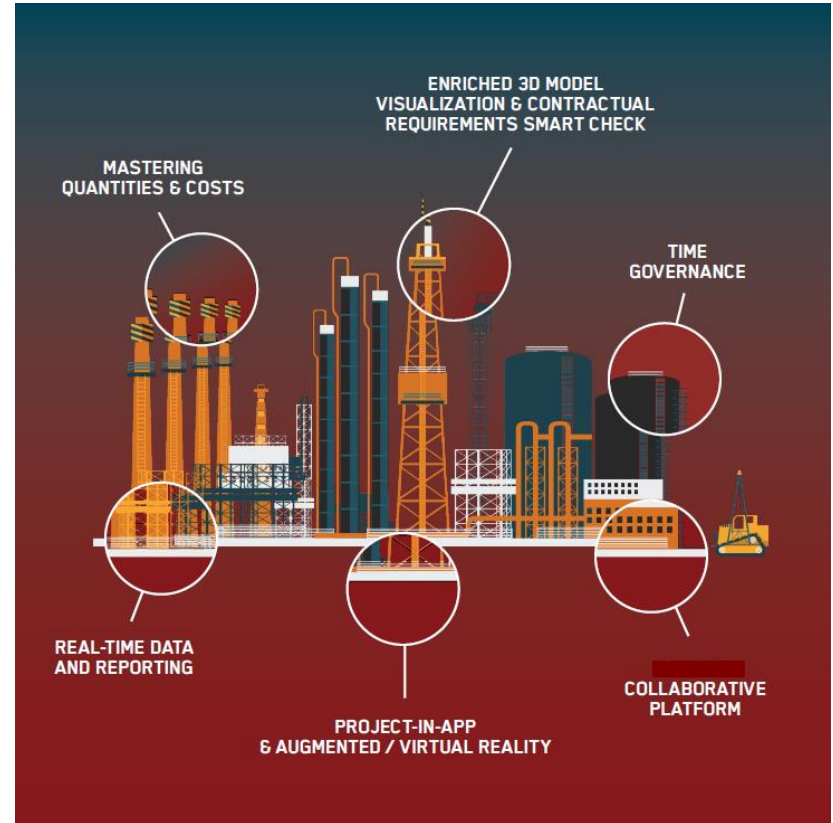 ENRICHED 3D MODEL
VISUALIZATION & CONTRACTUAL
REQUIREMENTS SMART CHECK
MASTERING
QUANTITIES & COSTS
TIME
GOVERNANCE
REAL-TIME DATA
AND REPORTING
COLLABORATIVE
PLATFORM
PROJECT-IN-APP
& AUGMENTED / VIRTUAL REALITY